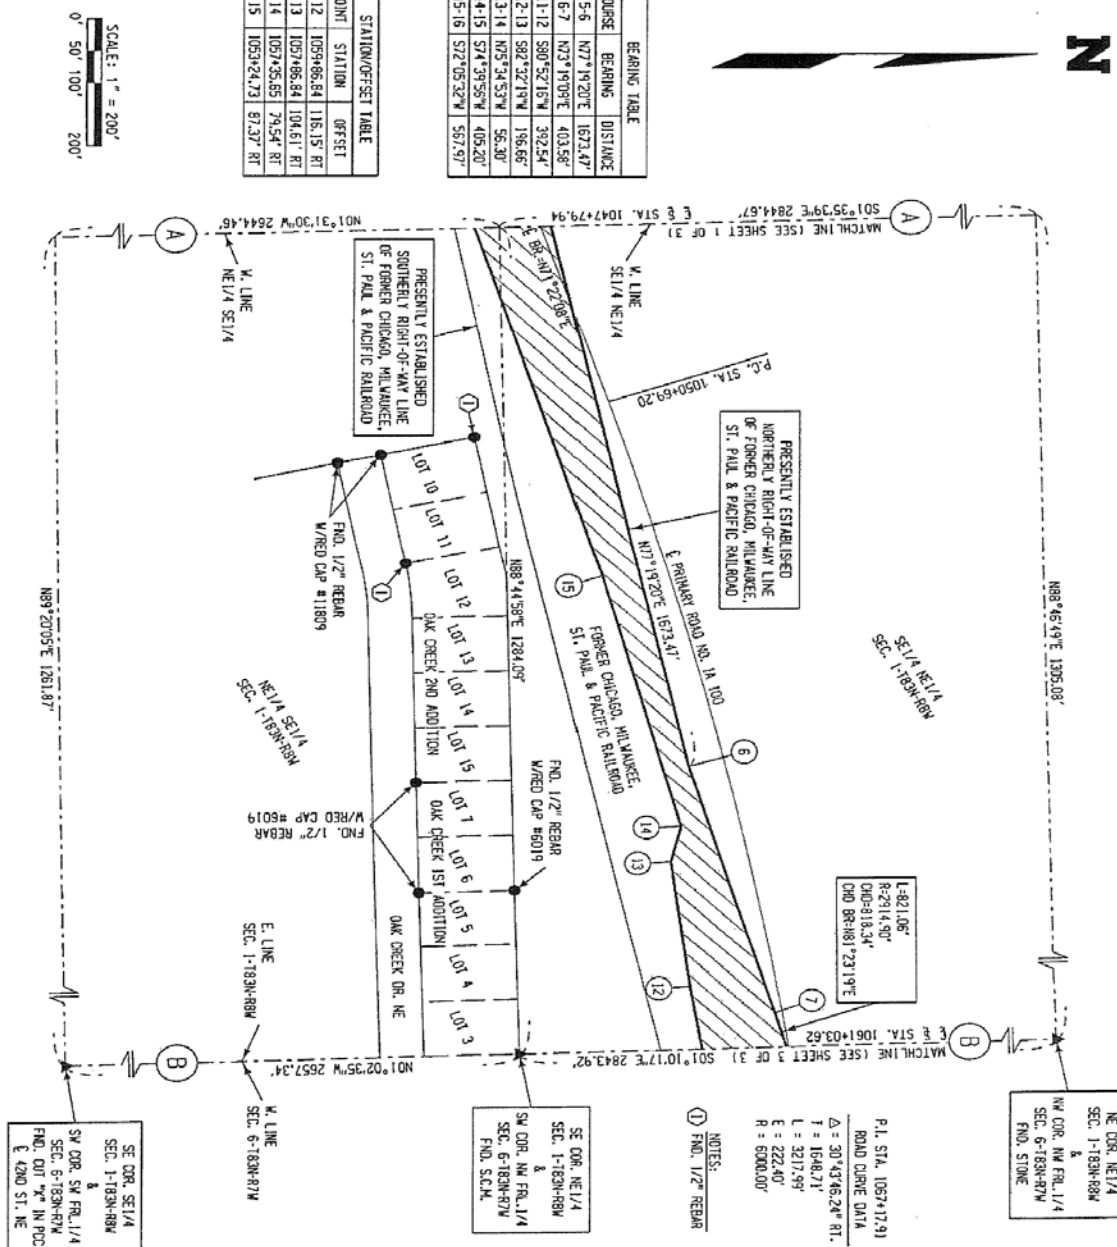 N
BEARING TABLE
BEARING DISTANCE
5-6 N77°19'20"E 1673.47'
6-7 N73°19'09"E 403.58'
1-12 S80°52'16"W 392.54'
2-13 S82°32'19"W 196.66'
3-14 N75°34'53"W 56.30'
4-15 S74°39'56"W 405.20'
5-16 S72°05'32"W 567.97'
STATION/OFFSET TABLE
STATION OFFSET
12 1059+86.84 116.15' RT
13 1057+86.84 104.61' RT
14 1057+35.65 79.54' RT
15 1053+24.73 87.37' RT
SCALE: 1" = 200'
0' 50' 100' 200'
A
S01°35'39"E 2844.67'
MATCHLINE (SEE SHEET 1 OF 3)
℄ STA. 1047+79.94
N01°31'30"W 2644.46'
A
W. LINE
SE1/4 NE1/4
W. LINE
NE1/4 SE1/4
℄ BR.=N71°22'08"E
P.C. STA. 1050+69.20
PRESENTLY ESTABLISHED
NORTHERLY RIGHT-OF-WAY LINE
OF FORMER CHICAGO, MILWAUKEE,
ST. PAUL & PACIFIC RAILROAD
PRESENTLY ESTABLISHED
SOUTHERLY RIGHT-OF-WAY LINE
OF FORMER CHICAGO, MILWAUKEE,
ST. PAUL & PACIFIC RAILROAD
N88°46'49"E 1305.08'
SE1/4 NE1/4
SEC. 1-T83N-R8W
℄ PRIMARY ROAD NO. 1A 100
N77°19'20"E 1673.47'
FORMER CHICAGO, MILWAUKEE,
ST. PAUL & PACIFIC RAILROAD
6
7
12
13
14
15
N88°44'58"E 1284.09'
1
1
LOT 10
LOT 11
LOT 12
LOT 13
LOT 14
LOT 15
LOT 7
LOT 6
LOT 5
LOT 4
LOT 3
OAK CREEK 2ND ADDITION
OAK CREEK 1ST ADDITION
OAK CREEK DR. NE
FND. 1/2" REBAR
W/RED CAP #11809
FND. 1/2" REBAR
W/RED CAP #6019
FND. 1/2" REBAR
W/RED CAP #6019
NE1/4 SE1/4
SEC. 1-T83N-R8W
N89°20'05"E 1261.87'
L=821.06'
R=2914.90'
CHD=818.34'
CHD BR=N81°23'19"E
B
MATCHLINE (SEE SHEET 3 OF 3)
℄ STA. 1061+03.62
S01°10'17"E 2843.92'
N01°02'35"W 2657.34'
B
E. LINE
SEC. 1-T83N-R8W
W. LINE
SEC. 6-T83N-R7W
NE COR. NE1/4
SEC. 1-T83N-R8W
&
NW COR. NW FRL.1/4
SEC. 6-T83N-R7W
FND. STONE
P.I. STA. 1067+17.91
ROAD CURVE DATA
Δ = 30°43'46.24" RT.
T = 1648.71'
L = 3217.99'
E = 222.40'
R = 6000.00'
NOTES:
1 FND. 1/2" REBAR
SE COR. NE1/4
SEC. 1-T83N-R8W
&
SW COR. NW FRL.1/4
SEC. 6-T83N-R7W
FND. S.C.M.
SE COR. SE1/4
SEC. 1-T83N-R8W
&
SW COR. SW FRL.1/4
SEC. 6-T83N-R7W
FND. CUT "X" IN PCC
℄ 42ND ST. NE